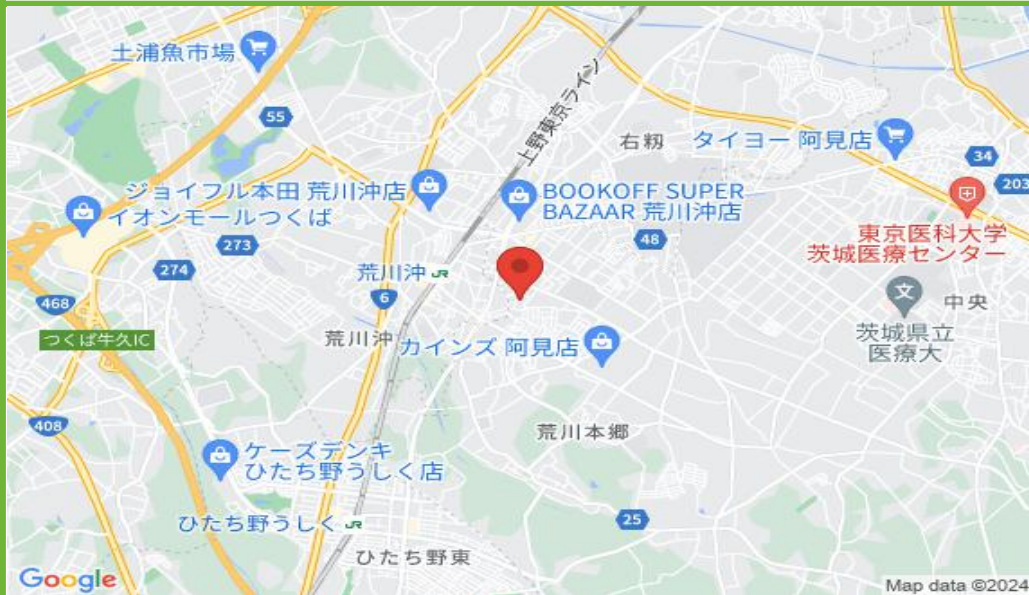 土浦魚市場
55
上野東京ライン
右籾
タイヨー 阿見店
34
203
ジョイフル本田 荒川沖店
イオンモールつくば
BOOKOFF SUPER
BAZAAR 荒川沖店
東京医科大学
茨城医療センター
273
48
274
荒川沖 JR
6
468
中央
つくば牛久IC
荒川沖
カインズ 阿見店
茨城県立
医療大
408
荒川本郷
ケーズデンキ
ひたち野うしく店
25
ひたち野うしく JR
ひたち野東
Google
Map data ©2024